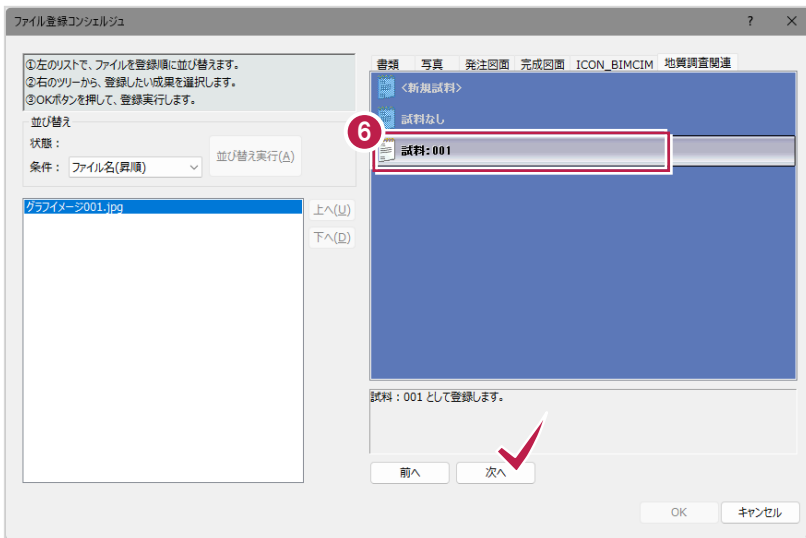 ファイル登録コンシェルジュ
? ×
①左のリストで、ファイルを登録順に並び替えます。
②右のツリーから、登録したい成果を選択します。
③OKボタンを押して、登録実行します。
並び替え
状態：
条件： ファイル名(昇順)
並び替え実行(A)
グラフイメージ001.jpg
上へ(U)
下へ(D)
書類 写真 発注図面 完成図面 ICON_BIMCIM 地質調査関連
<新規試料>
試料なし
6
試料:001
試料：001 として登録します。
前へ 次へ
OK キャンセル